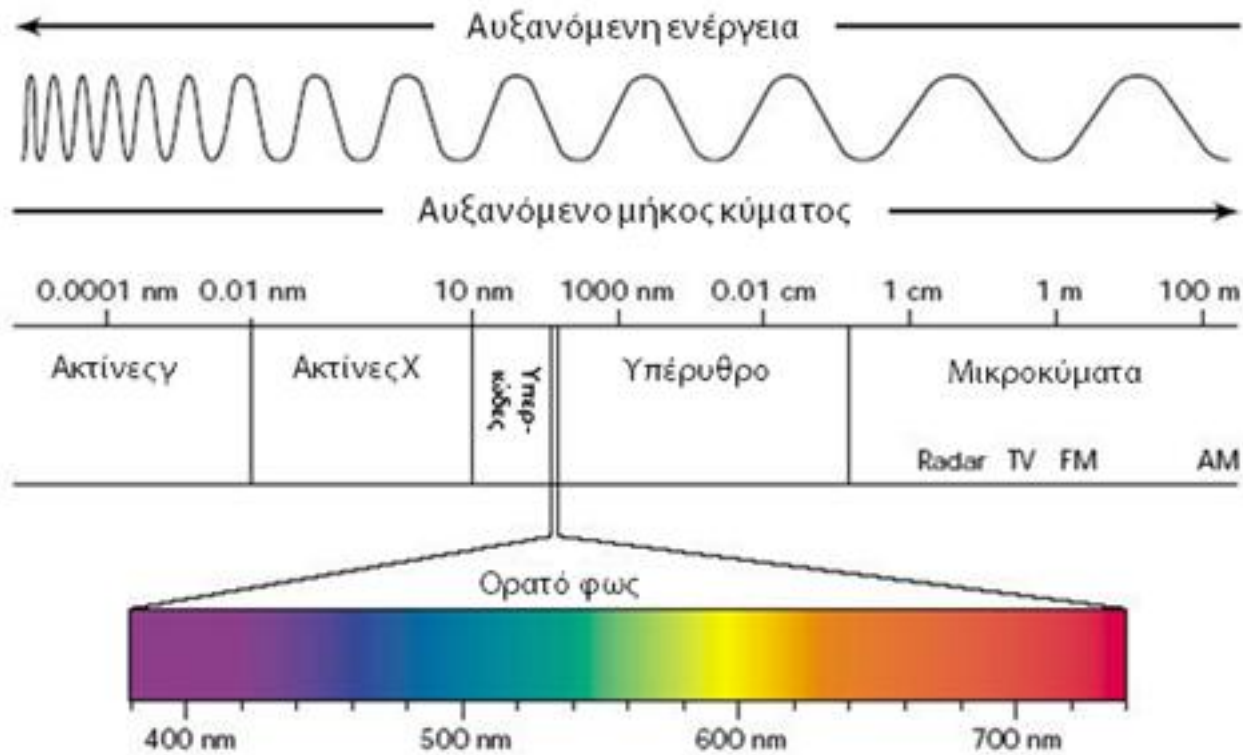 Αυξανόμενη ενέργεια
Αυξανόμενο μήκος κύματος
0.0001 nm 0.01 nm 10 nm 1000 nm 0.01 cm 1 cm 1 m 100 m
Ακτίνες γ Ακτίνες Χ Υπερ-
ιώδες
Υπέρυθρο Μικροκύματα
Radar TV FM AM
Ορατό φως
400 nm 500 nm 600 nm 700 nm